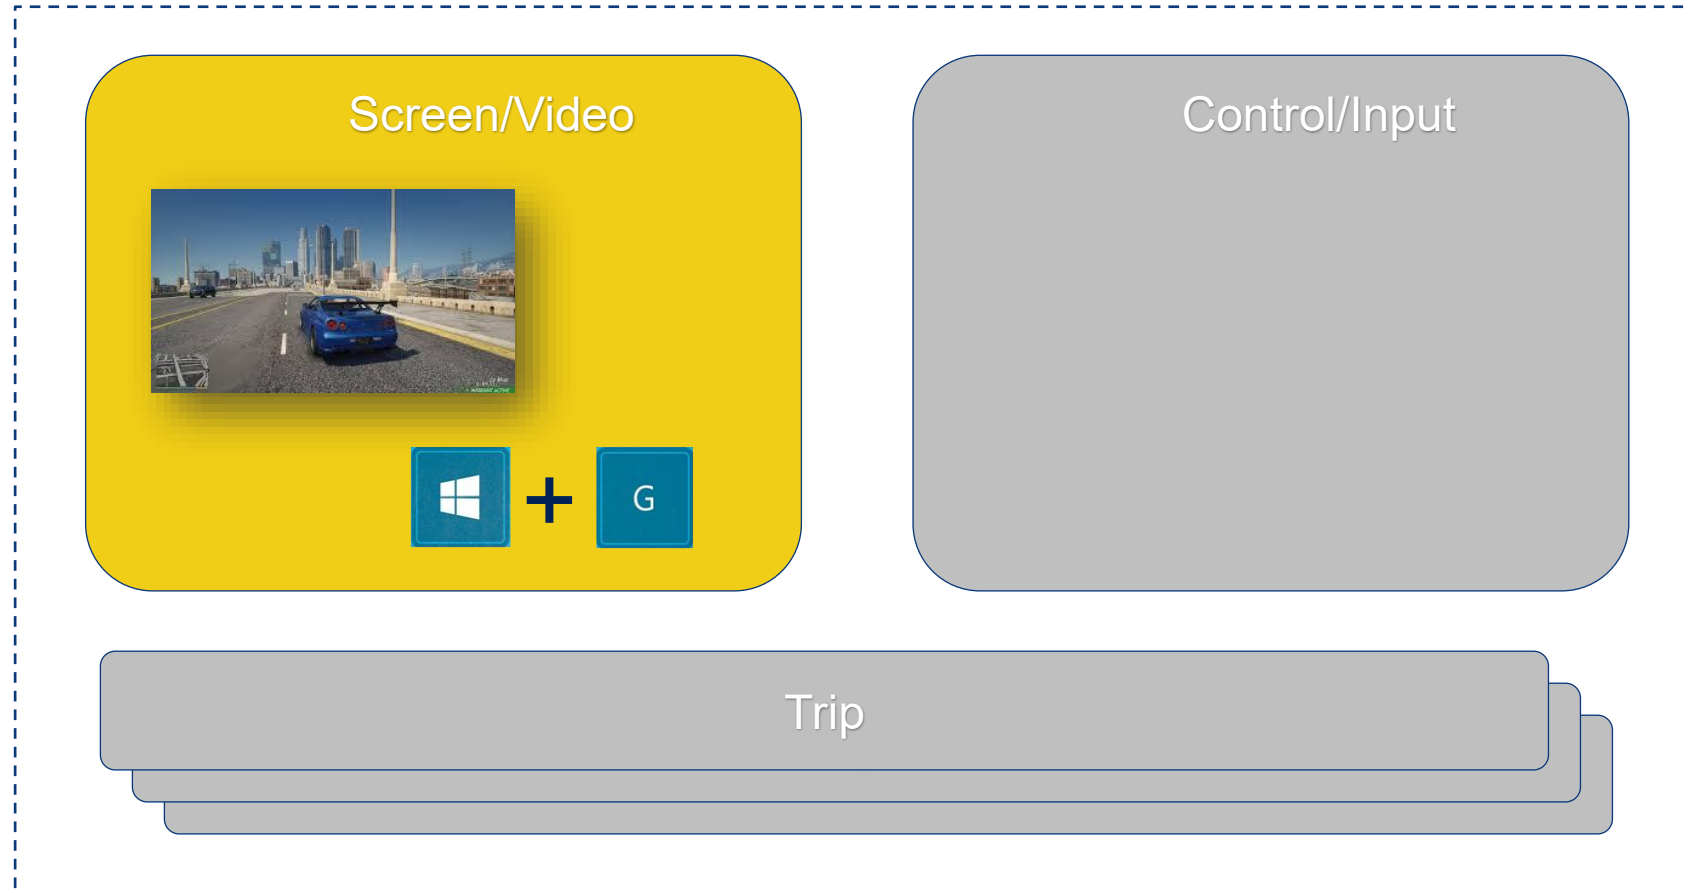 Screen/Video
Control/Input
+
G
Trip